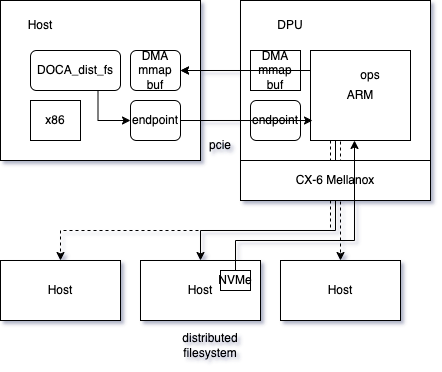 Host
DPU
DOCA_dist_fs
DMA
mmap
buf
DMA
mmap
buf
ops
ARM
x86
endpoint
endpoint
pcie
CX-6 Mellanox
Host
Host
NVMe
Host
distributed
filesystem